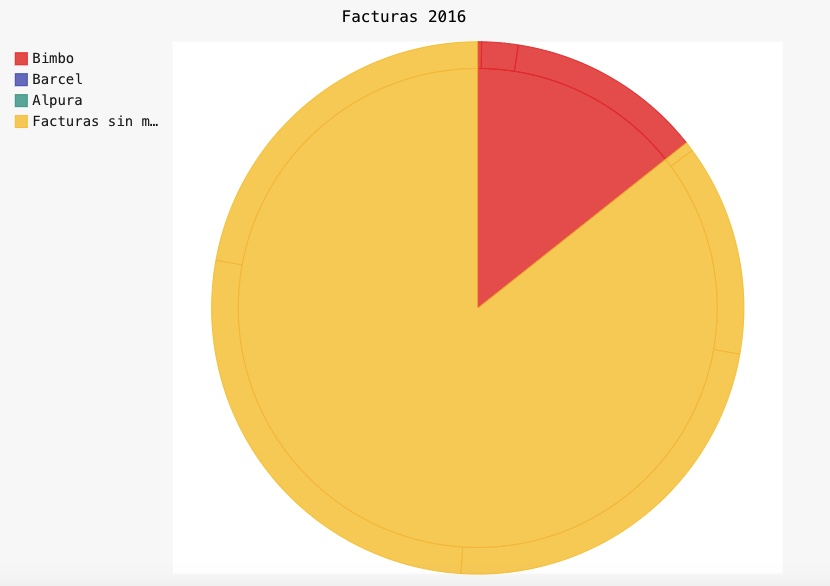 Facturas 2016
Bimbo
Barcel
Alpura
Facturas sin m…